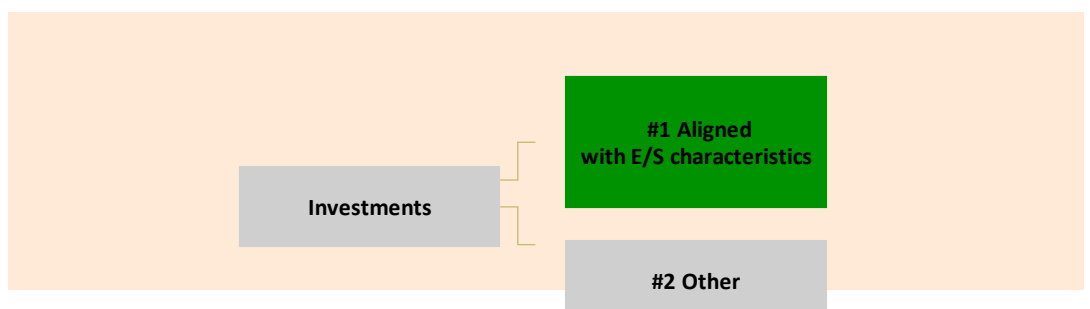 #1 Aligned
with E/S characteristics
Investments
#2 Other